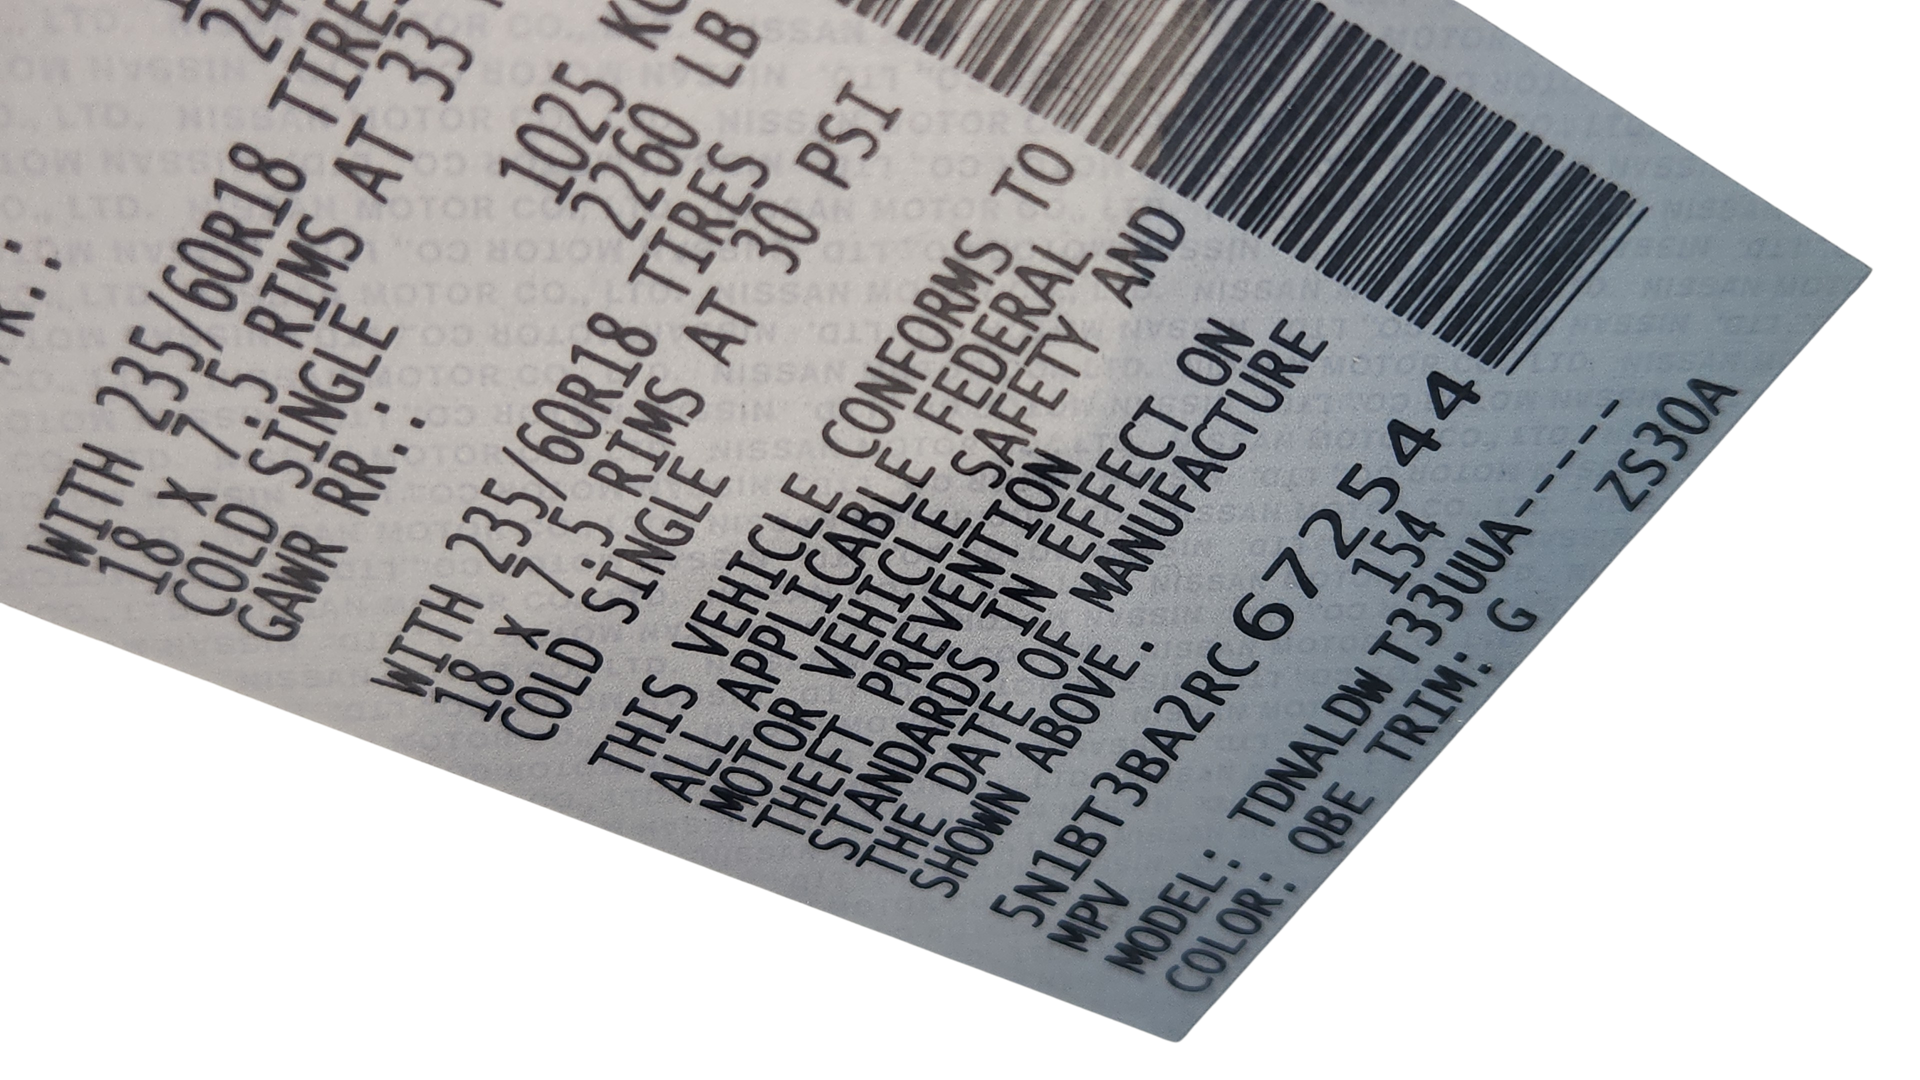 WITH 235/60R18 TIRES
18 x 7.5 RIMS AT 33
COLD SINGLE
GAWR RR.: 1025
2260 LB
WITH 235/60R18 TIRES
18 x 7.5 RIMS AT 30 PSI
COLD SINGLE
THIS VEHICLE CONFORMS TO
ALL APPLICABLE FEDERAL
MOTOR VEHICLE SAFETY AND
THEFT PREVENTION
STANDARDS IN EFFECT ON
THE DATE OF MANUFACTURE
SHOWN ABOVE.
5N1BT3BA2RC672544
MPV 154
MODEL: TDNALDW T33UUA-----
COLOR: QBE TRIM: G ZS30A